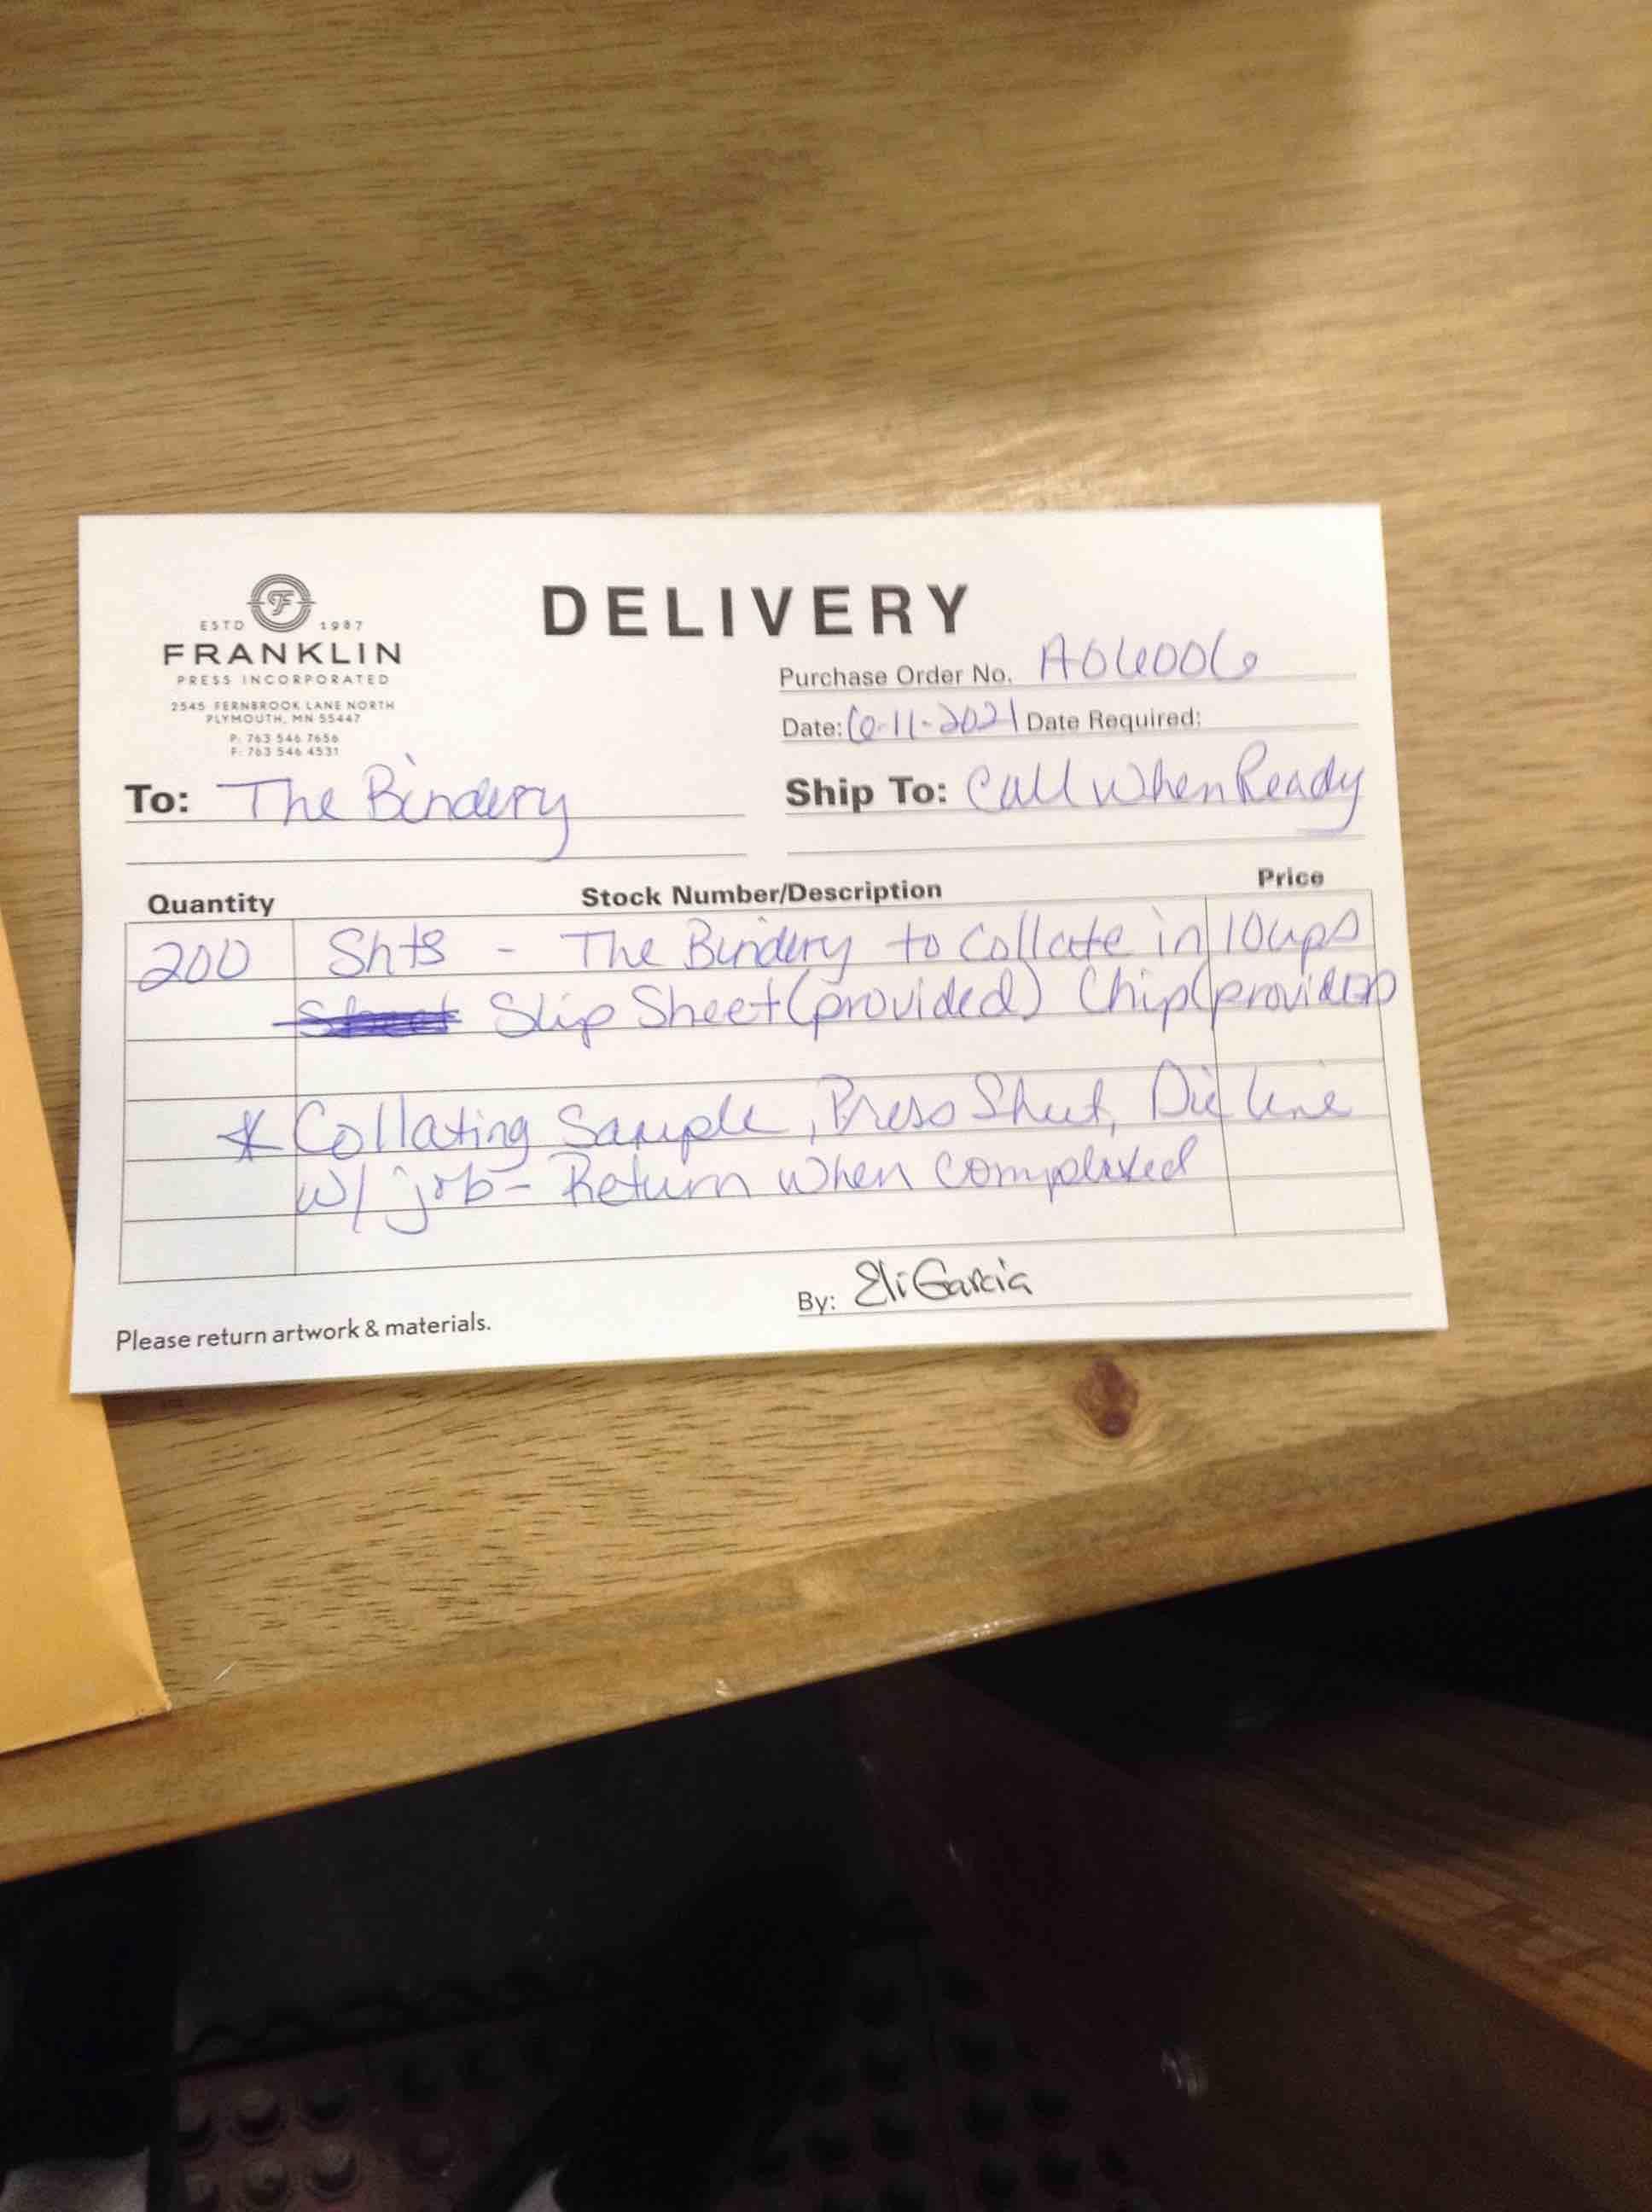 F
ESTD 1987
FRANKLIN
PRESS INCORPORATED
2545 FERNBROOK LANE NORTH
PLYMOUTH, MN 55447
P: 763 546 7656
F: 763 546 4531
DELIVERY
Purchase Order No.
Date: 6-11-2021 Date Required:
To: The Bindery
Ship To: Call When Ready
Quantity Stock Number/Description Price
200 Shts - The Bindery to Collate in 10ups
Slip Sheet (provided) Chip (provided)
* Collating Sample, Press Sheet, Die line
w/ job - Return when completed
By: Eli Garcia
Please return artwork & materials.